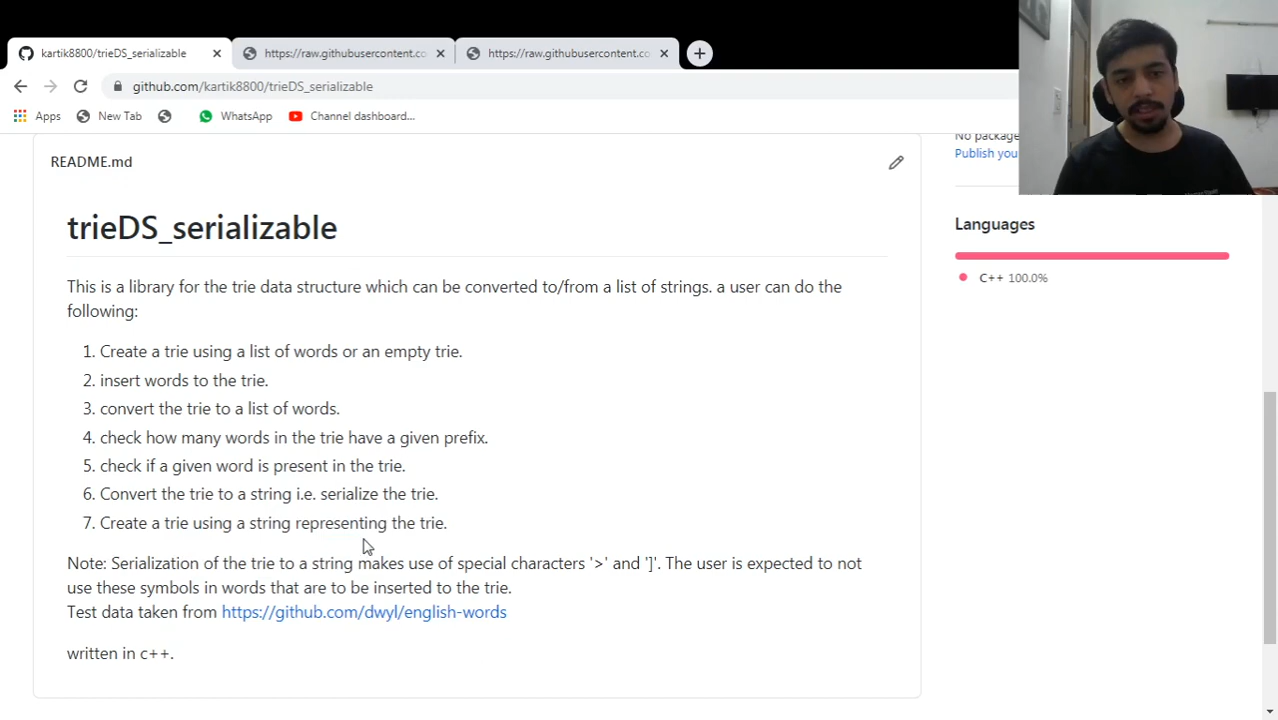 kartik8800/trieDS_serializable
https://raw.githubusercontent.co
https://raw.githubusercontent.co
github.com/kartik8800/trieDS_serializable
Apps
New Tab
WhatsApp
Channel dashboard...
No package
Publish you
README.md
trieDS_serializable
Languages
C++ 100.0%
This is a library for the trie data structure which can be converted to/from a list of strings. a user can do the
following:
1. Create a trie using a list of words or an empty trie.
2. insert words to the trie.
3. convert the trie to a list of words.
4. check how many words in the trie have a given prefix.
5. check if a given word is present in the trie.
6. Convert the trie to a string i.e. serialize the trie.
7. Create a trie using a string representing the trie.
Note: Serialization of the trie to a string makes use of special characters '>' and ']'. The user is expected to not
use these symbols in words that are to be inserted to the trie.
Test data taken from https://github.com/dwyl/english-words
written in c++.